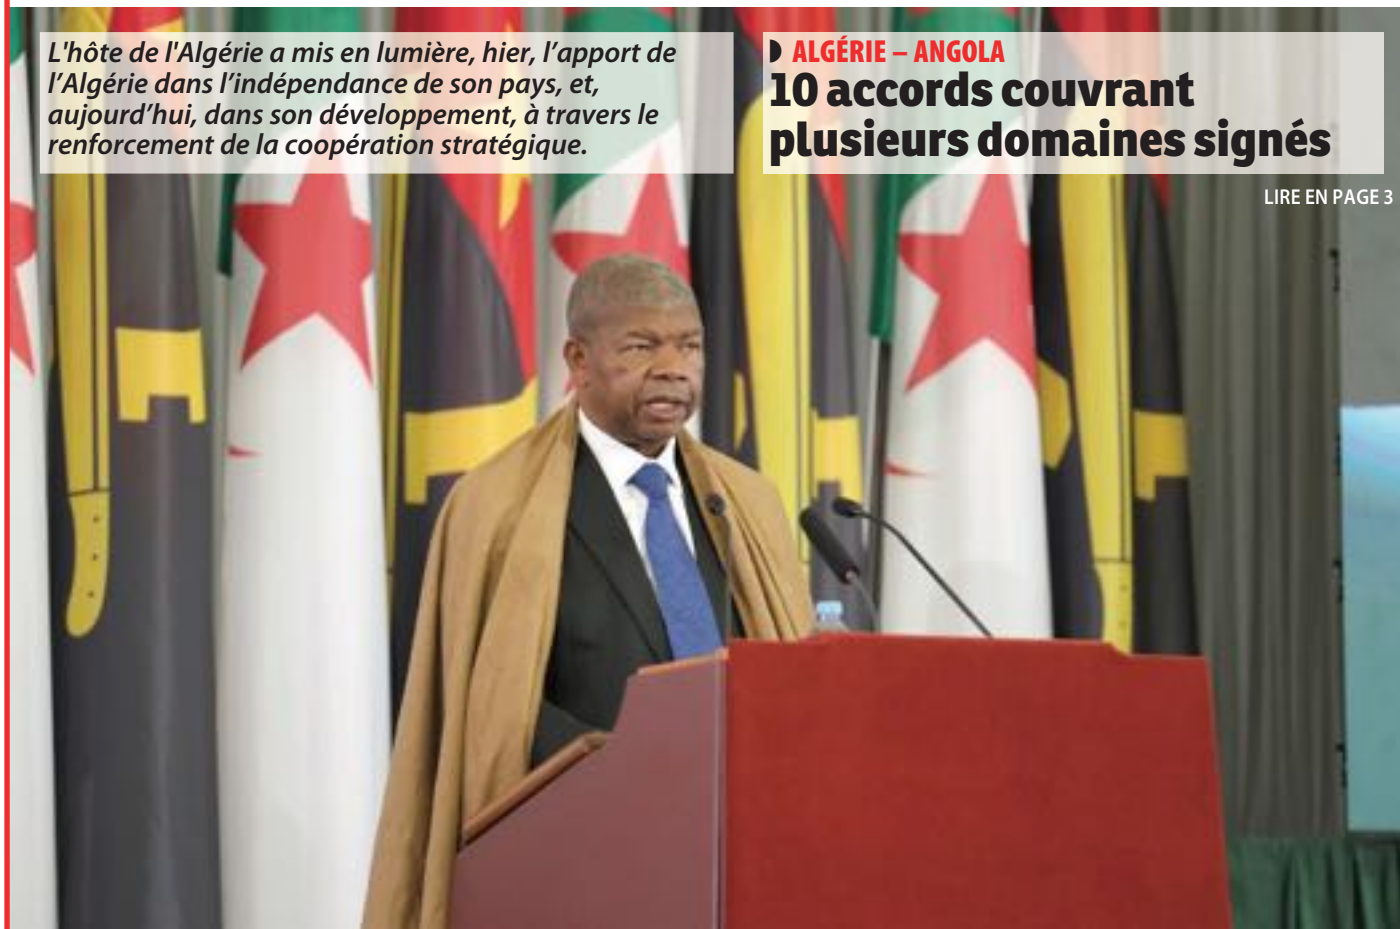 L'hôte de l'Algérie a mis en lumière, hier, l’apport de
l’Algérie dans l’indépendance de son pays, et,
aujourd’hui, dans son développement, à travers le
renforcement de la coopération stratégique.
ALGÉRIE – ANGOLA
10 accords couvrant
plusieurs domaines signés
LIRE EN PAGE 3